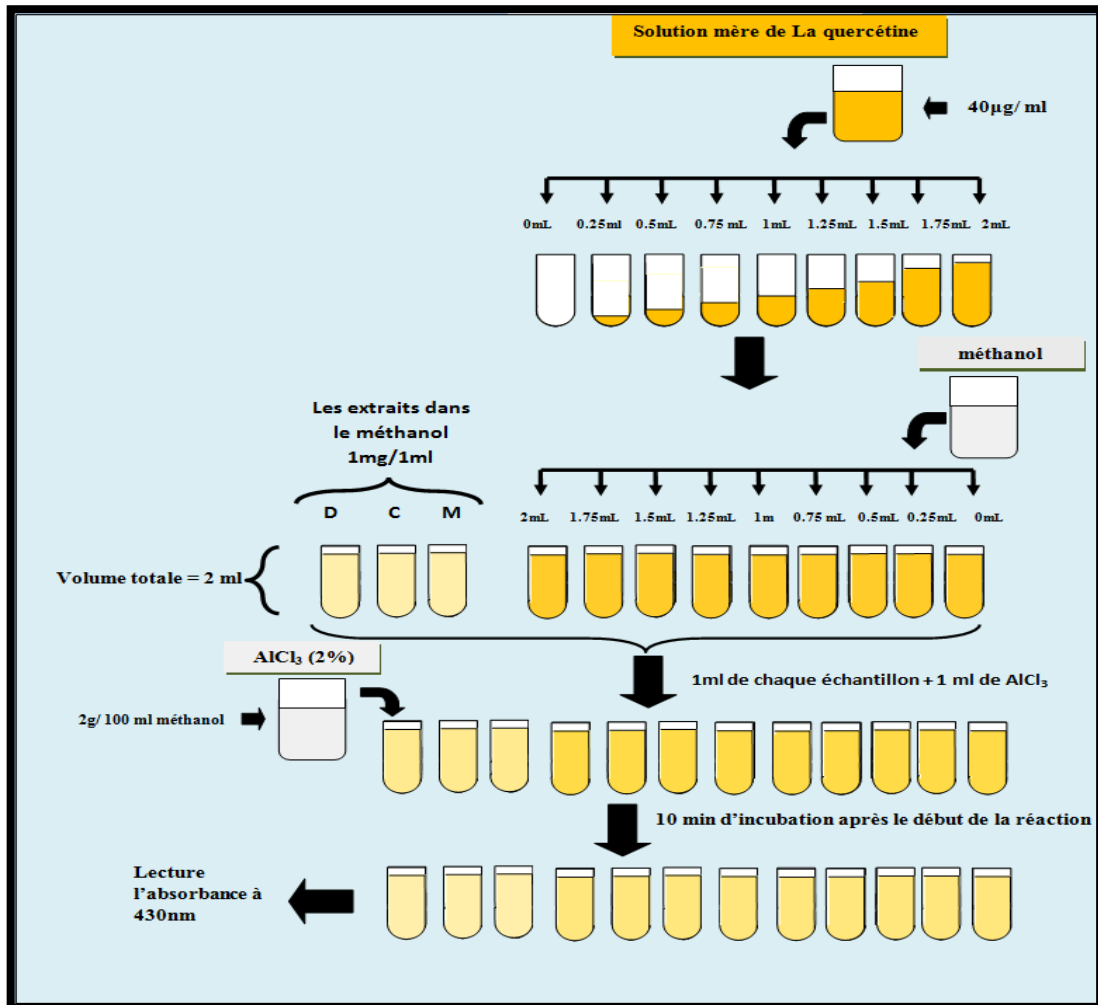 Solution mère de La quercétine
40µg/ ml
0mL 0.25ml 0.5mL 0.75 mL 1mL 1.25mL 1.5mL 1.75mL 2mL
méthanol
Les extraits dans
le méthanol
1mg/1ml
D C M
2mL 1.75mL 1.5mL 1.25mL 1m 0.75 mL 0.5mL 0.25mL 0mL
Volume totale = 2 ml
AlCl₃ (2%)
1ml de chaque échantillon + 1 ml de AlCl₃
2g/ 100 ml méthanol
10 min d’incubation après le début de la réaction
Lecture
l’absorbance à
430nm